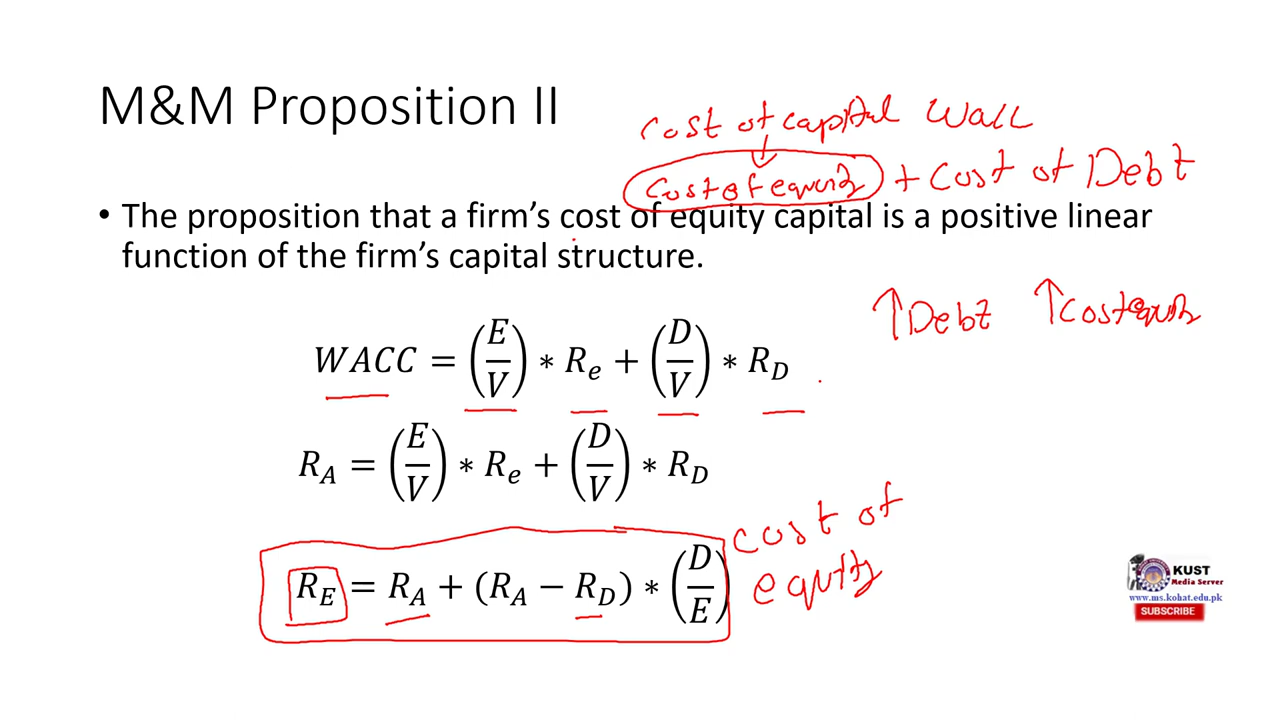 M&M Proposition II
cost of capital WACC
cost of equity + cost of Debt
• The proposition that a firm's cost of equity capital is a positive linear
function of the firm's capital structure.
↑Debt ↑cost equity
WACC = (E/V) * Re + (D/V) * RD
RA = (E/V) * Re + (D/V) * RD
RE = RA + (RA − RD) * (D/E)
cost of
equity
KUST
Media Server
www.ms.kohat.edu.pk
SUBSCRIBE